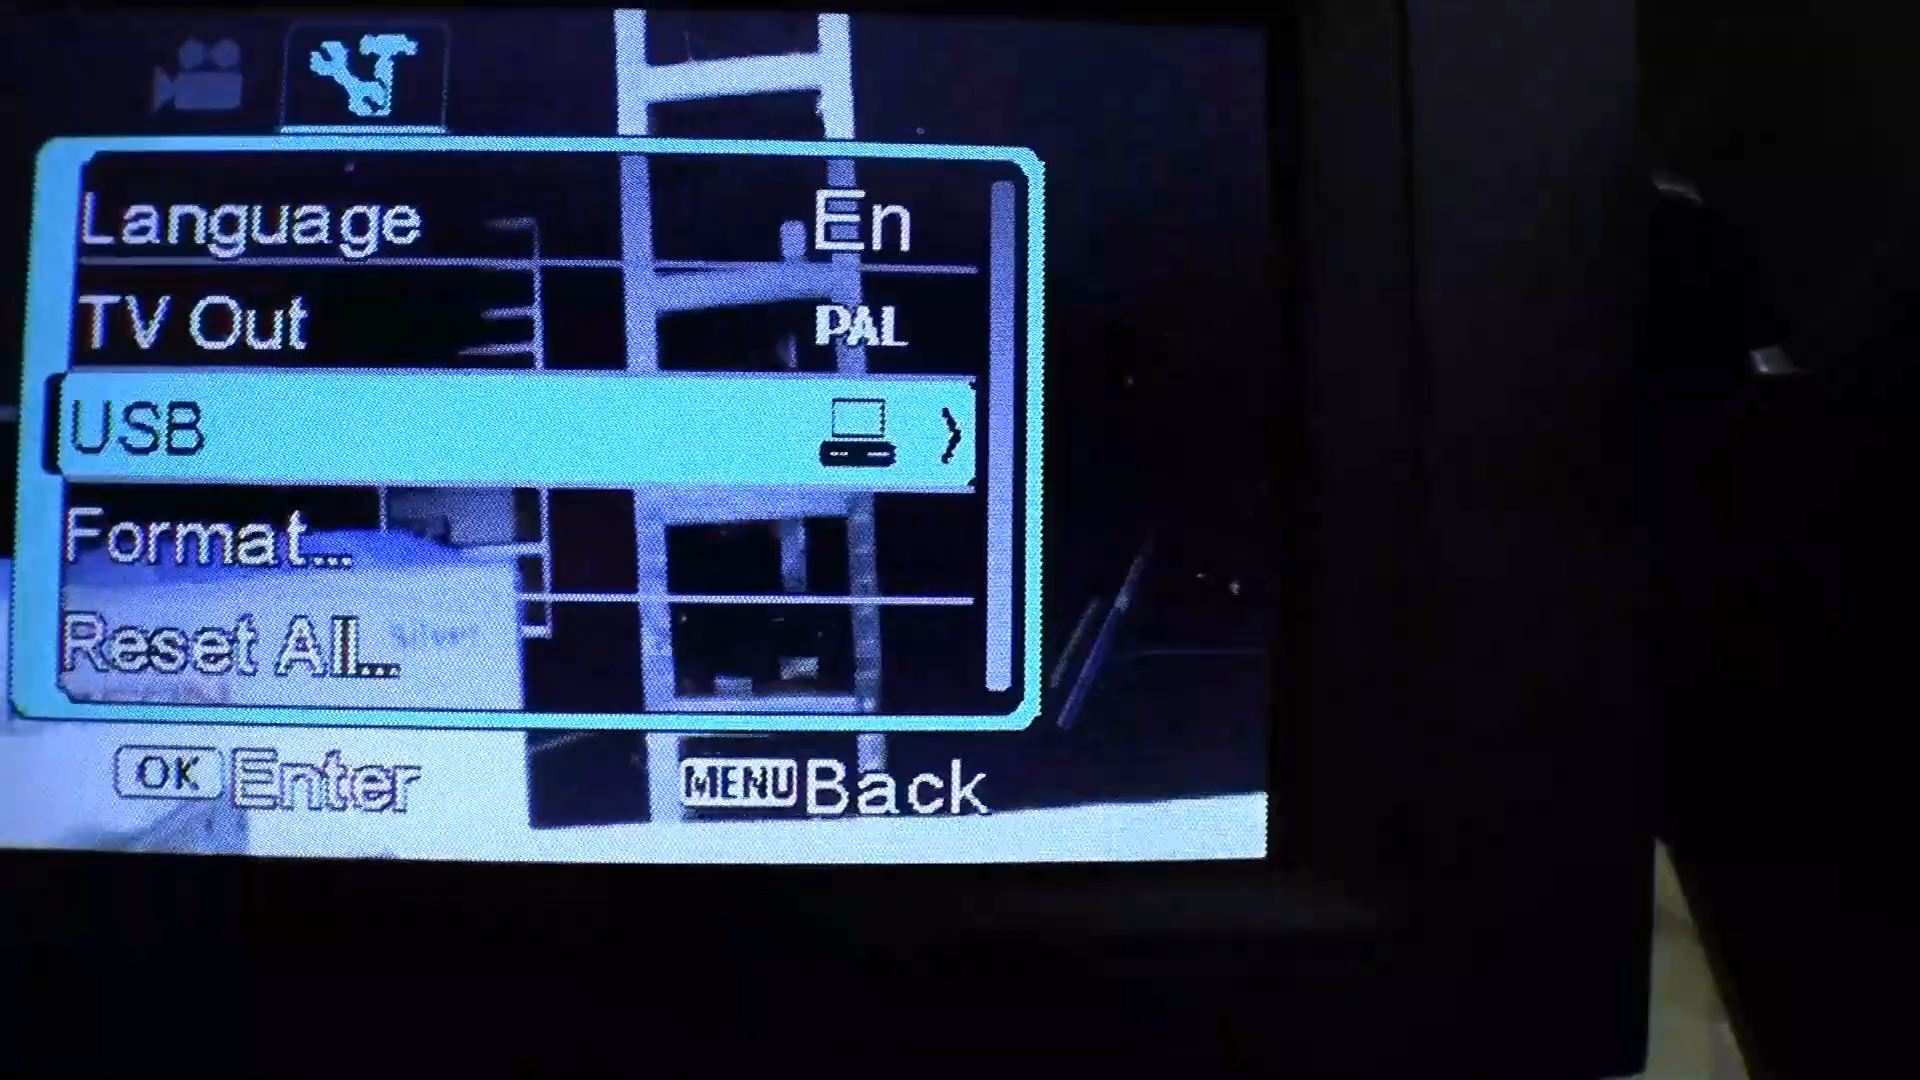 Language En
TV Out PAL
USB
Format...
Reset All...
OK Enter MENU Back